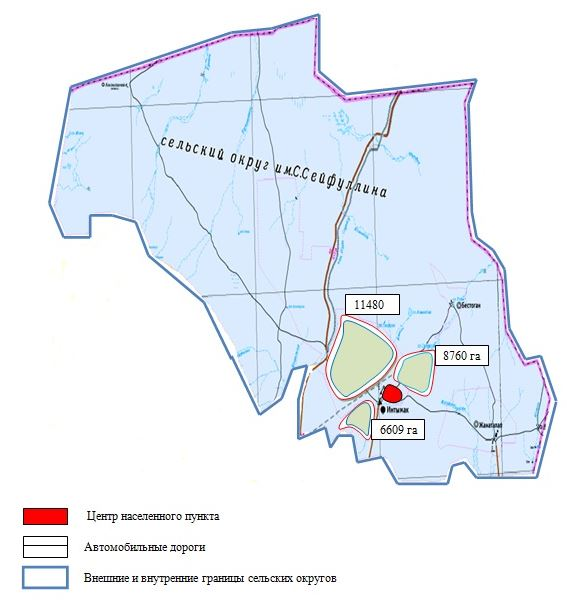 сельский округ им.С.Сейфуллина
11480
Бестоган
8760 га
Интымак
6609 га
Жанаталап
Центр населенного пункта
Автомобильные дороги
Внешние и внутренние границы сельских округов